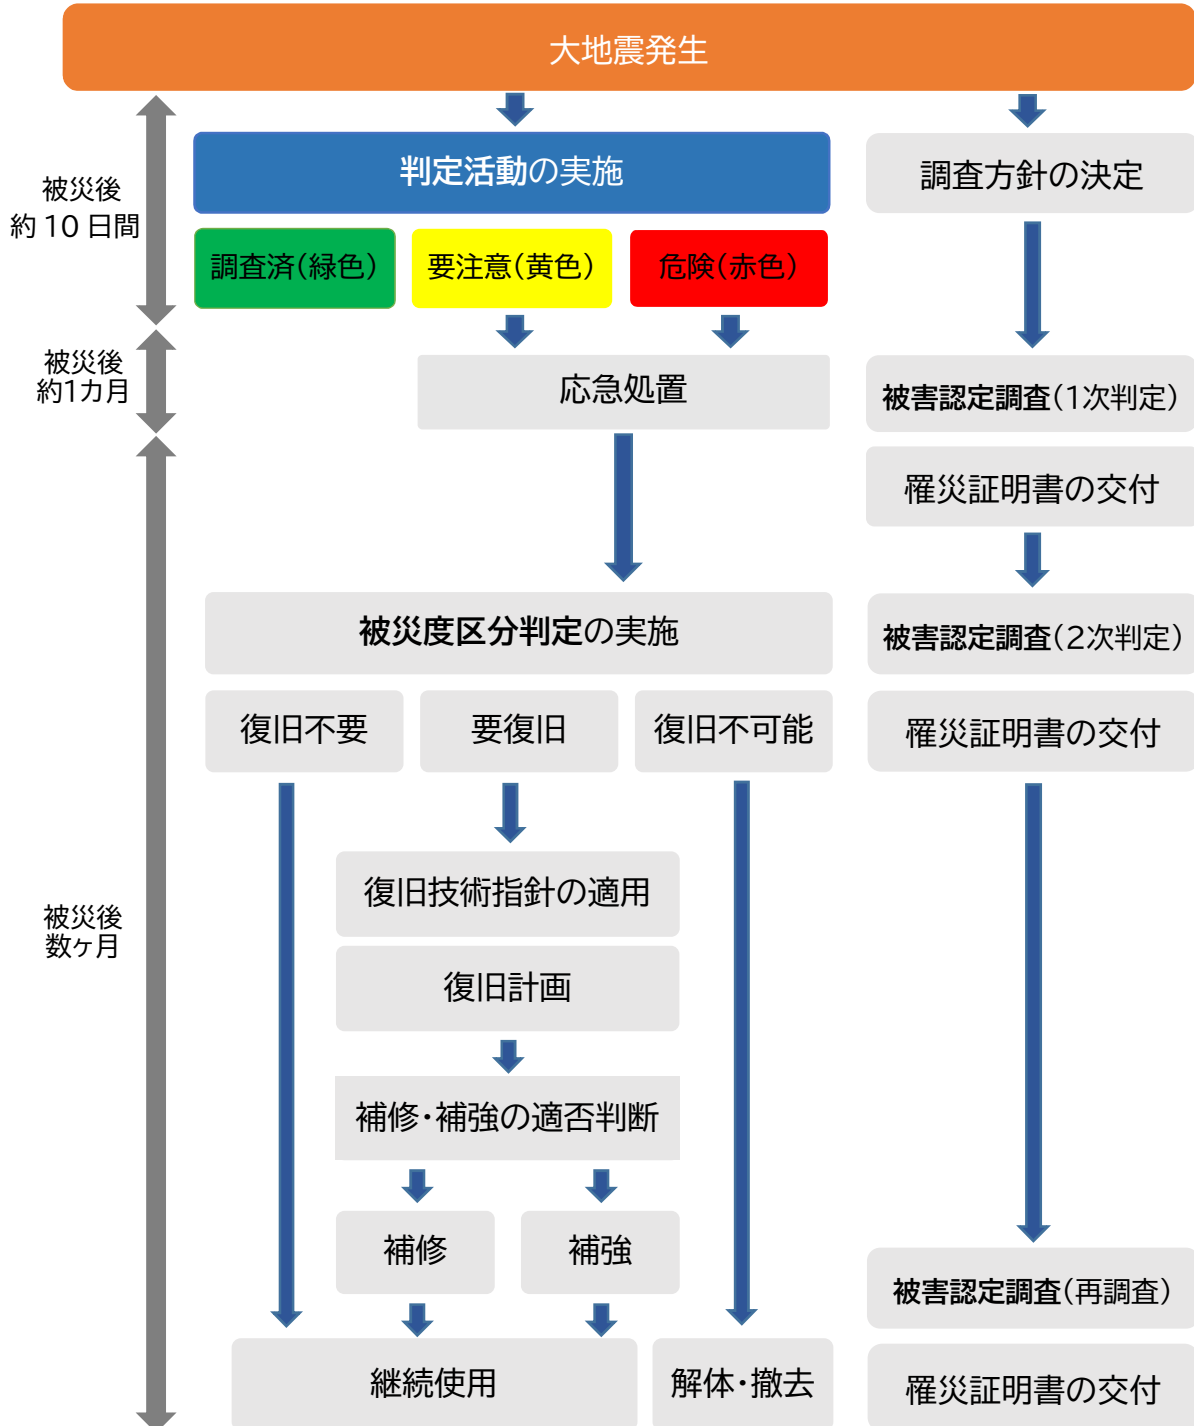 大地震発生
被災後
約10日間
判定活動の実施
調査方針の決定
調査済(緑色)
要注意(黄色)
危険(赤色)
被災後
約1カ月
応急処置
被害認定調査(1次判定)
罹災証明書の交付
被災度区分判定の実施
被害認定調査(2次判定)
復旧不要
要復旧
復旧不可能
罹災証明書の交付
被災後
数ヶ月
復旧技術指針の適用
復旧計画
補修・補強の適否判断
補修
補強
被害認定調査(再調査)
継続使用
解体・撤去
罹災証明書の交付